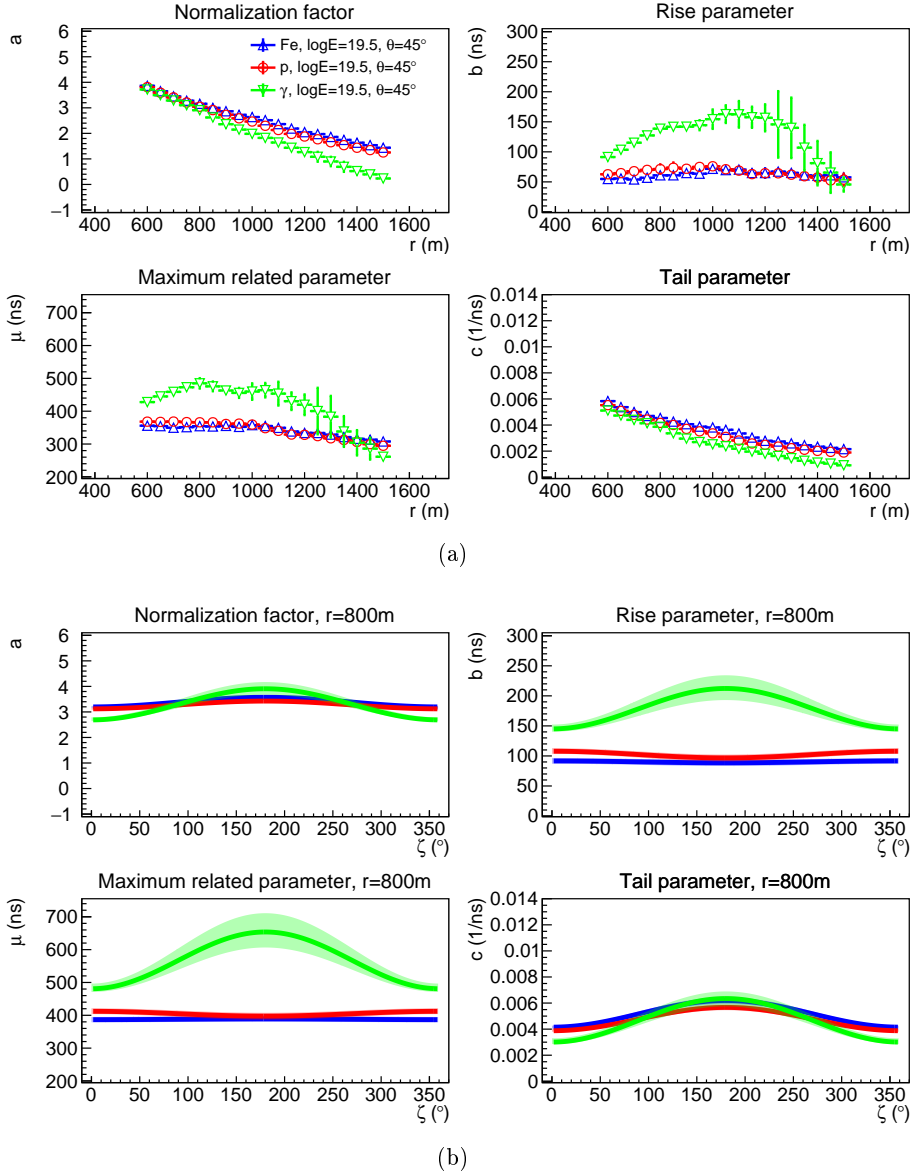 Normalization factor
a
6
5
4
3
2
1
0
−1
Fe, logE=19.5, θ=45°
p, logE=19.5, θ=45°
γ, logE=19.5, θ=45°
400 600 800 1000 1200 1400 1600
r (m)
Rise parameter
b (ns)
300
250
200
150
100
50
0
400 600 800 1000 1200 1400 1600
r (m)
Maximum related parameter
μ (ns)
700
600
500
400
300
200
400 600 800 1000 1200 1400 1600
r (m)
Tail parameter
c (1/ns)
0.014
0.012
0.01
0.008
0.006
0.004
0.002
0
400 600 800 1000 1200 1400 1600
r (m)
(a)
Normalization factor, r=800m
a
6
5
4
3
2
1
0
−1
0 50 100 150 200 250 300 350
ζ (°)
Rise parameter, r=800m
b (ns)
300
250
200
150
100
50
0
0 50 100 150 200 250 300 350
ζ (°)
Maximum related parameter, r=800m
μ (ns)
700
600
500
400
300
200
0 50 100 150 200 250 300 350
ζ (°)
Tail parameter, r=800m
c (1/ns)
0.014
0.012
0.01
0.008
0.006
0.004
0.002
0
0 50 100 150 200 250 300 350
ζ (°)
(b)